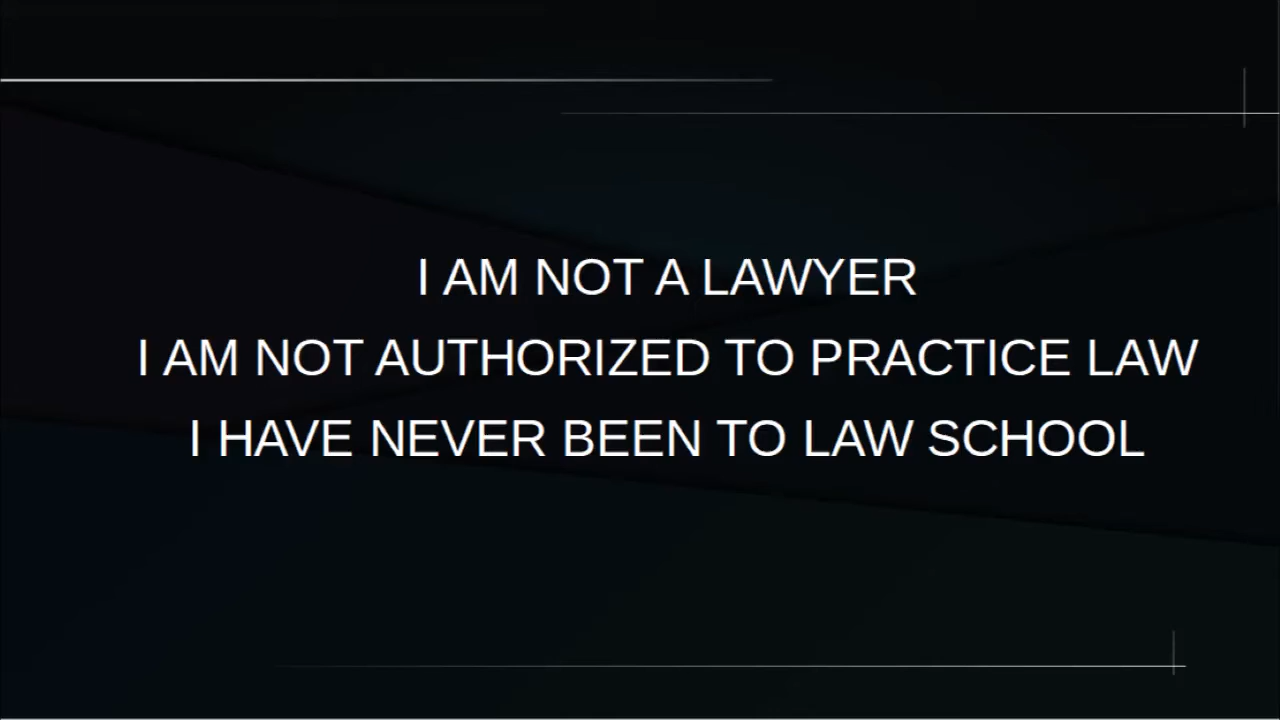 I AM NOT A LAWYER
I AM NOT AUTHORIZED TO PRACTICE LAW
I HAVE NEVER BEEN TO LAW SCHOOL